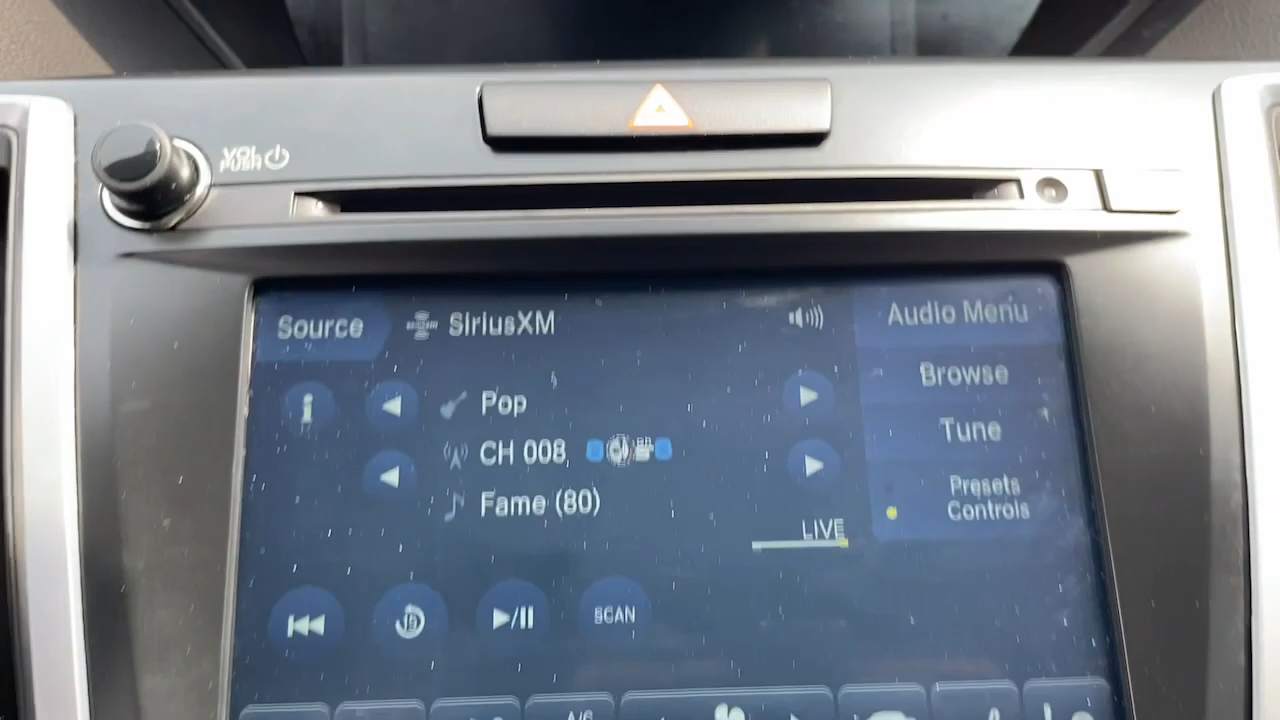 VOL
PUSH
Source
SiriusXM
Audio Menu
Pop
Browse
CH 008
Tune
Fame (80)
Presets
Controls
LIVE
SCAN
A/C